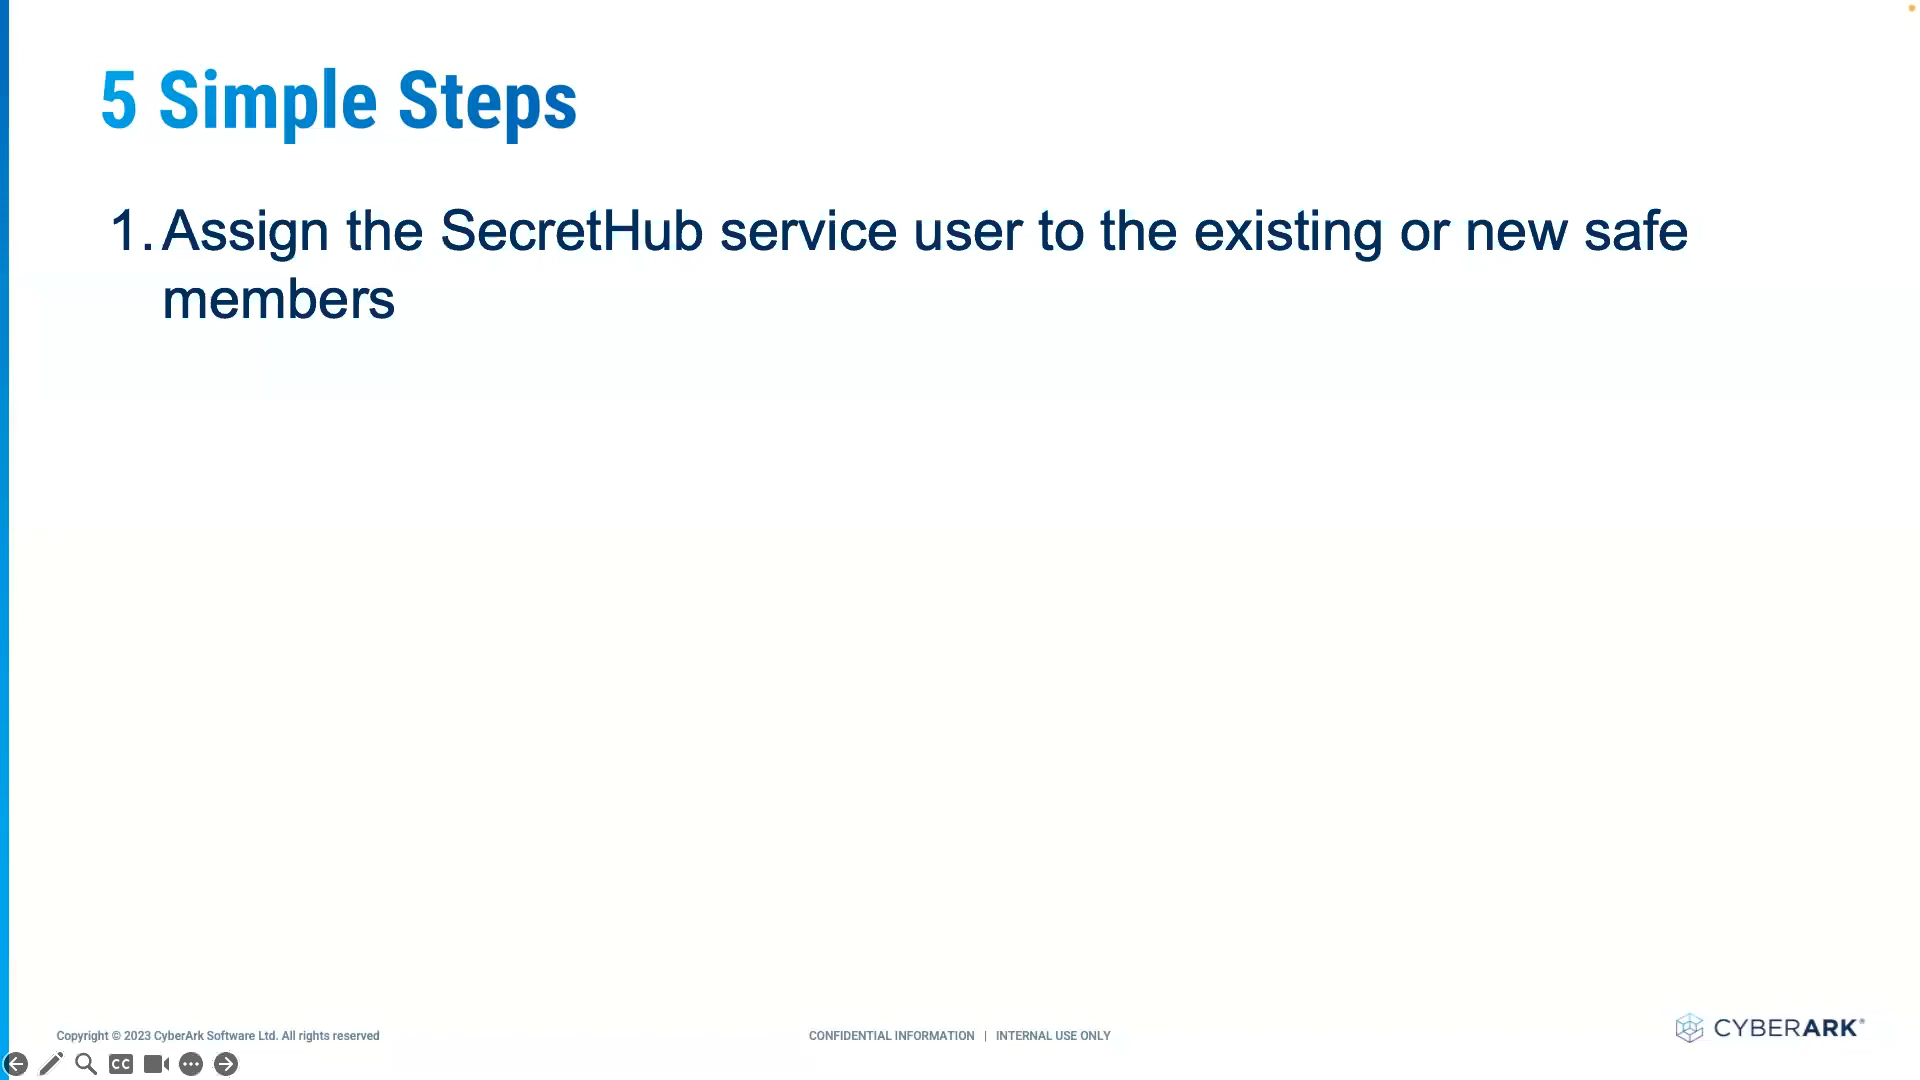 5 Simple Steps
1. Assign the SecretHub service user to the existing or new safe
members
Copyright © 2023 CyberArk Software Ltd. All rights reserved
CONFIDENTIAL INFORMATION | INTERNAL USE ONLY
CYBERARK®
CC